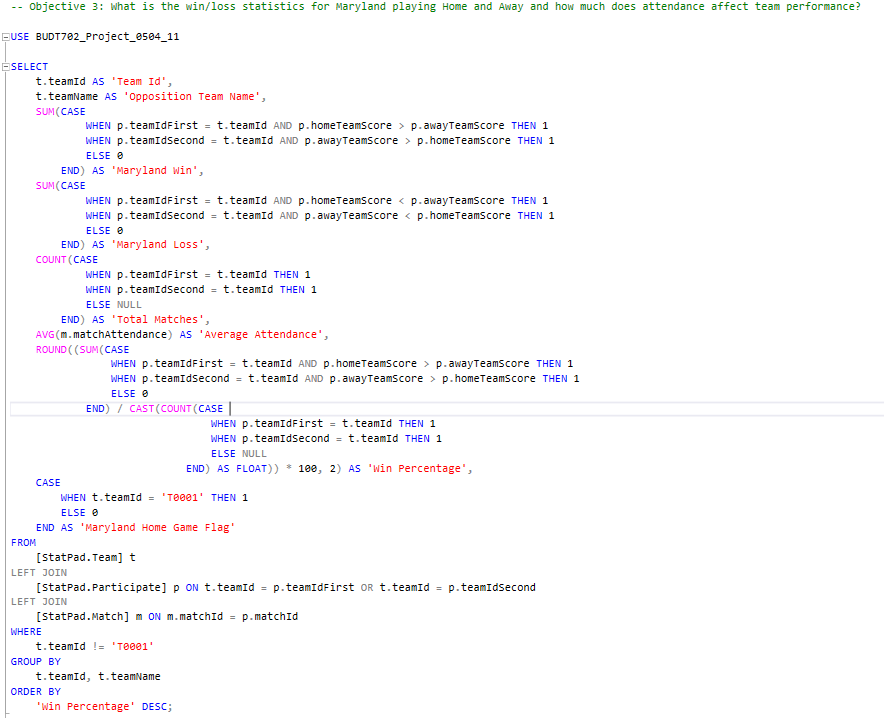 -- Objective 3: What is the win/loss statistics for Maryland playing Home and Away and how much does attendance affect team performance?
USE BUDT702_Project_0504_11
SELECT
t.teamId AS 'Team Id',
t.teamName AS 'Opposition Team Name',
SUM(CASE
WHEN p.teamIdFirst = t.teamId AND p.homeTeamScore > p.awayTeamScore THEN 1
WHEN p.teamIdSecond = t.teamId AND p.awayTeamScore > p.homeTeamScore THEN 1
ELSE 0
END) AS 'Maryland Win',
SUM(CASE
WHEN p.teamIdFirst = t.teamId AND p.homeTeamScore < p.awayTeamScore THEN 1
WHEN p.teamIdSecond = t.teamId AND p.awayTeamScore < p.homeTeamScore THEN 1
ELSE 0
END) AS 'Maryland Loss',
COUNT(CASE
WHEN p.teamIdFirst = t.teamId THEN 1
WHEN p.teamIdSecond = t.teamId THEN 1
ELSE NULL
END) AS 'Total Matches',
AVG(m.matchAttendance) AS 'Average Attendance',
ROUND((SUM(CASE
WHEN p.teamIdFirst = t.teamId AND p.homeTeamScore > p.awayTeamScore THEN 1
WHEN p.teamIdSecond = t.teamId AND p.awayTeamScore > p.homeTeamScore THEN 1
ELSE 0
END) / CAST(COUNT(CASE
WHEN p.teamIdFirst = t.teamId THEN 1
WHEN p.teamIdSecond = t.teamId THEN 1
ELSE NULL
END) AS FLOAT)) * 100, 2) AS 'Win Percentage',
CASE
WHEN t.teamId = 'T0001' THEN 1
ELSE 0
END AS 'Maryland Home Game Flag'
FROM
[StatPad.Team] t
LEFT JOIN
[StatPad.Participate] p ON t.teamId = p.teamIdFirst OR t.teamId = p.teamIdSecond
LEFT JOIN
[StatPad.Match] m ON m.matchId = p.matchId
WHERE
t.teamId != 'T0001'
GROUP BY
t.teamId, t.teamName
ORDER BY
'Win Percentage' DESC;